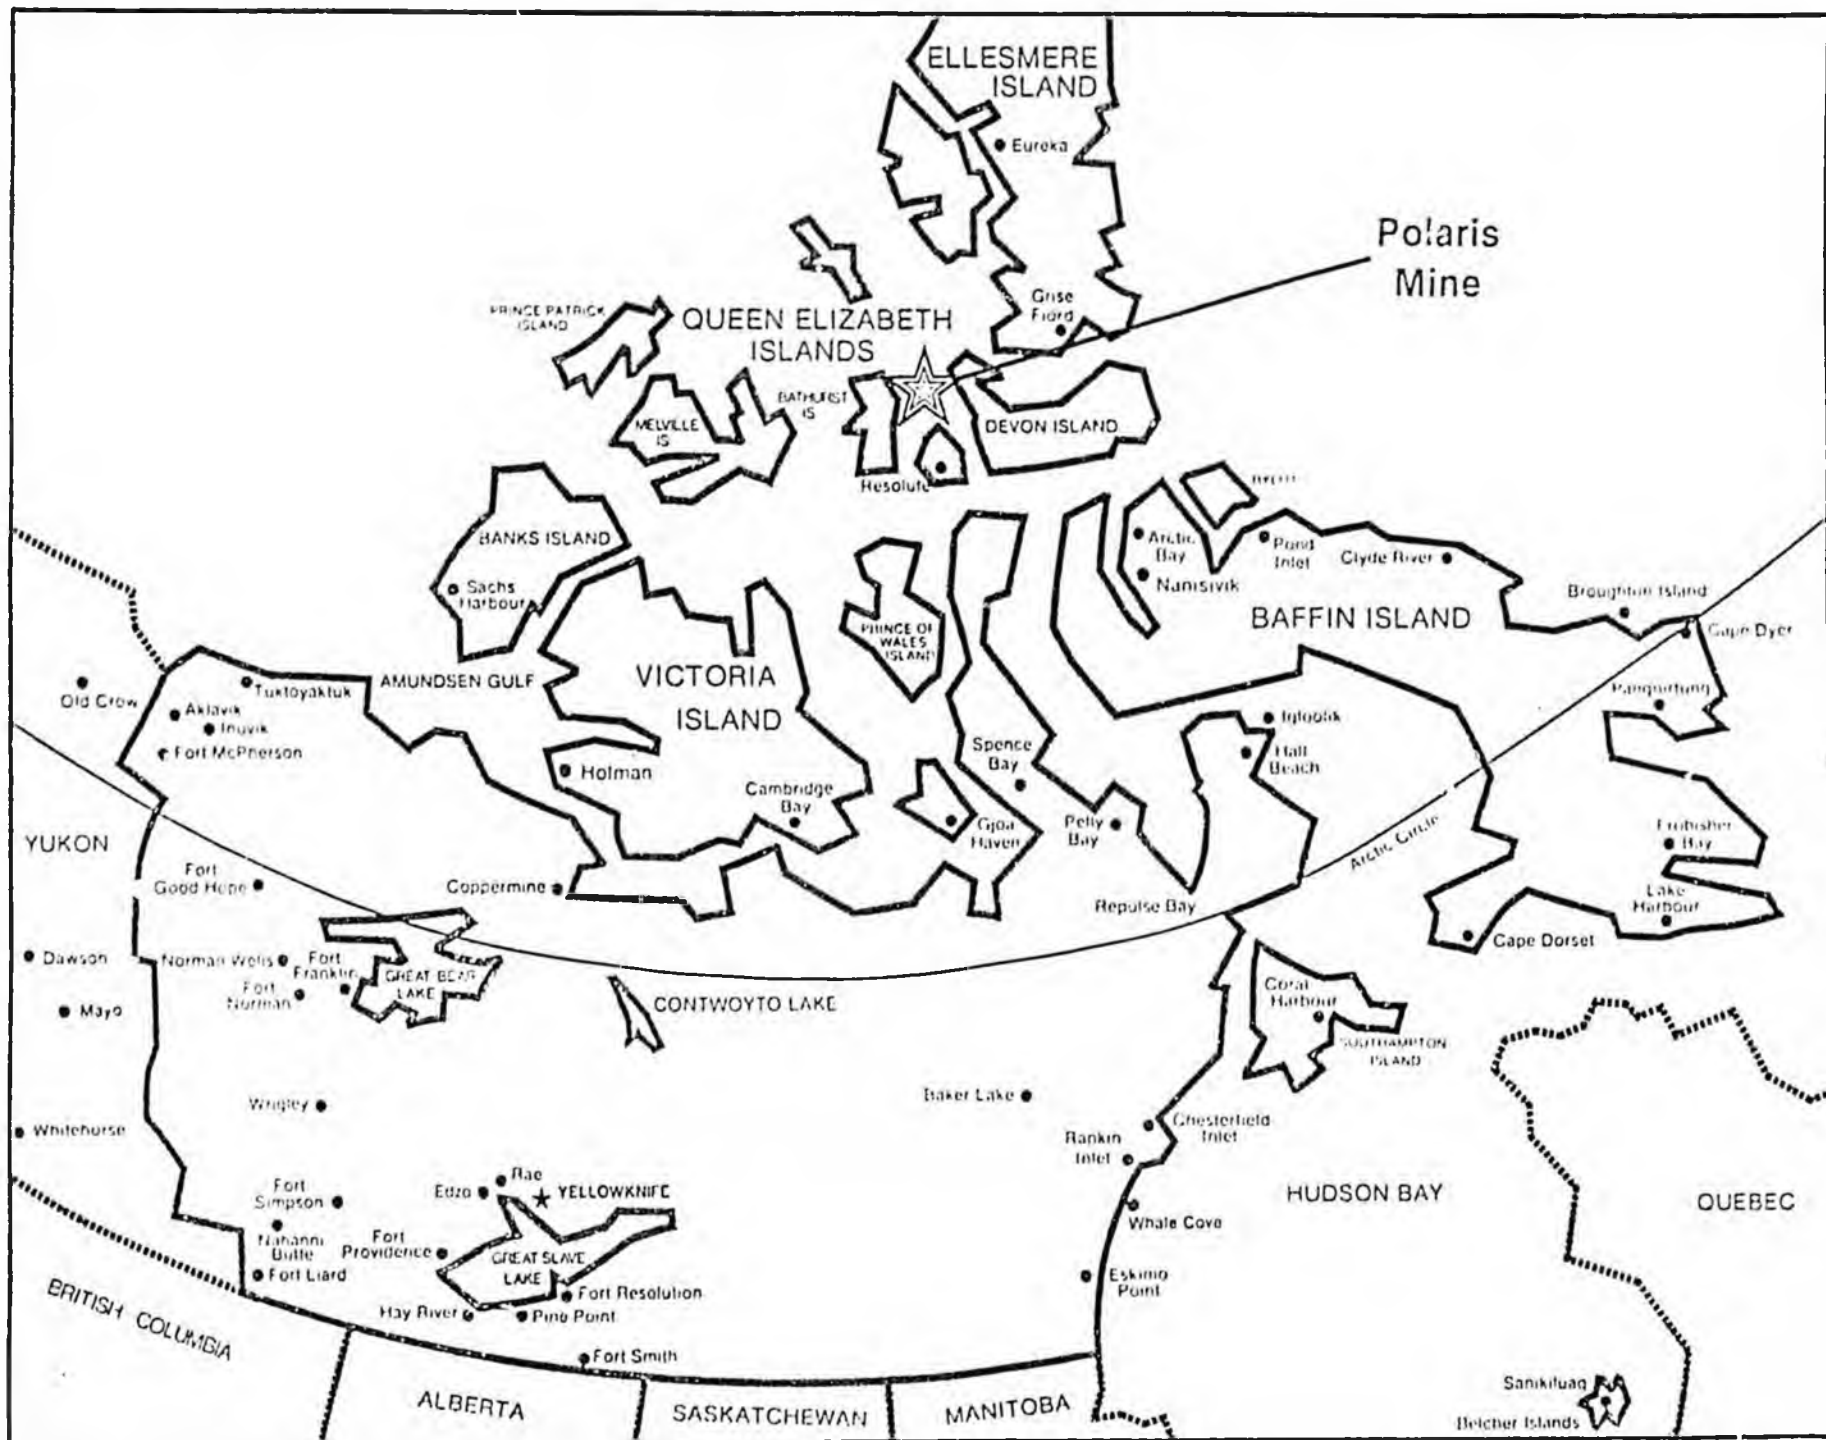 ELLESMERE
ISLAND
Eureka
Polaris
Mine
Grise
Fiord
PRINCE PATRICK
ISLAND
QUEEN ELIZABETH
ISLANDS
BATHURST
IS
MELVILLE
IS
DEVON ISLAND
Resolute
BANKS ISLAND
Sachs
Harbour
Arctic
Bay
Nanisivik
Pond
Inlet
Clyde River
Broughton Island
Cape Dyer
BAFFIN ISLAND
PRINCE OF
WALES
ISLAND
VICTORIA
ISLAND
AMUNDSEN GULF
Old Crow
Tuktoyaktuk
Aklavik
Inuvik
Fort McPherson
Pangnirtung
Igloolik
Hall
Beach
Spence
Bay
Holman
Cambridge
Bay
Gjoa
Haven
Pelly
Bay
Arctic Circle
Frobisher
Bay
YUKON
Fort
Good Hope
Coppermine
Repulse Bay
Lake
Harbour
Cape Dorset
Dawson
Norman Wells
Fort
Franklin
GREAT BEAR
LAKE
Fort
Norman
Mayo
CONTWOYTO LAKE
Coral
Harbour
SOUTHAMPTON
ISLAND
Wrigley
Baker Lake
Whitehorse
Chesterfield
Inlet
Rankin
Inlet
Rae
Edzo
YELLOWKNIFE
Fort
Simpson
HUDSON BAY
QUEBEC
Whale Cove
Nahanni
Butte
Fort
Providence
GREAT SLAVE
LAKE
Fort Liard
Eskimo
Point
Fort Resolution
Hay River
Pine Point
BRITISH COLUMBIA
Fort Smith
ALBERTA
SASKATCHEWAN
MANITOBA
Sanikiluaq
Belcher Islands